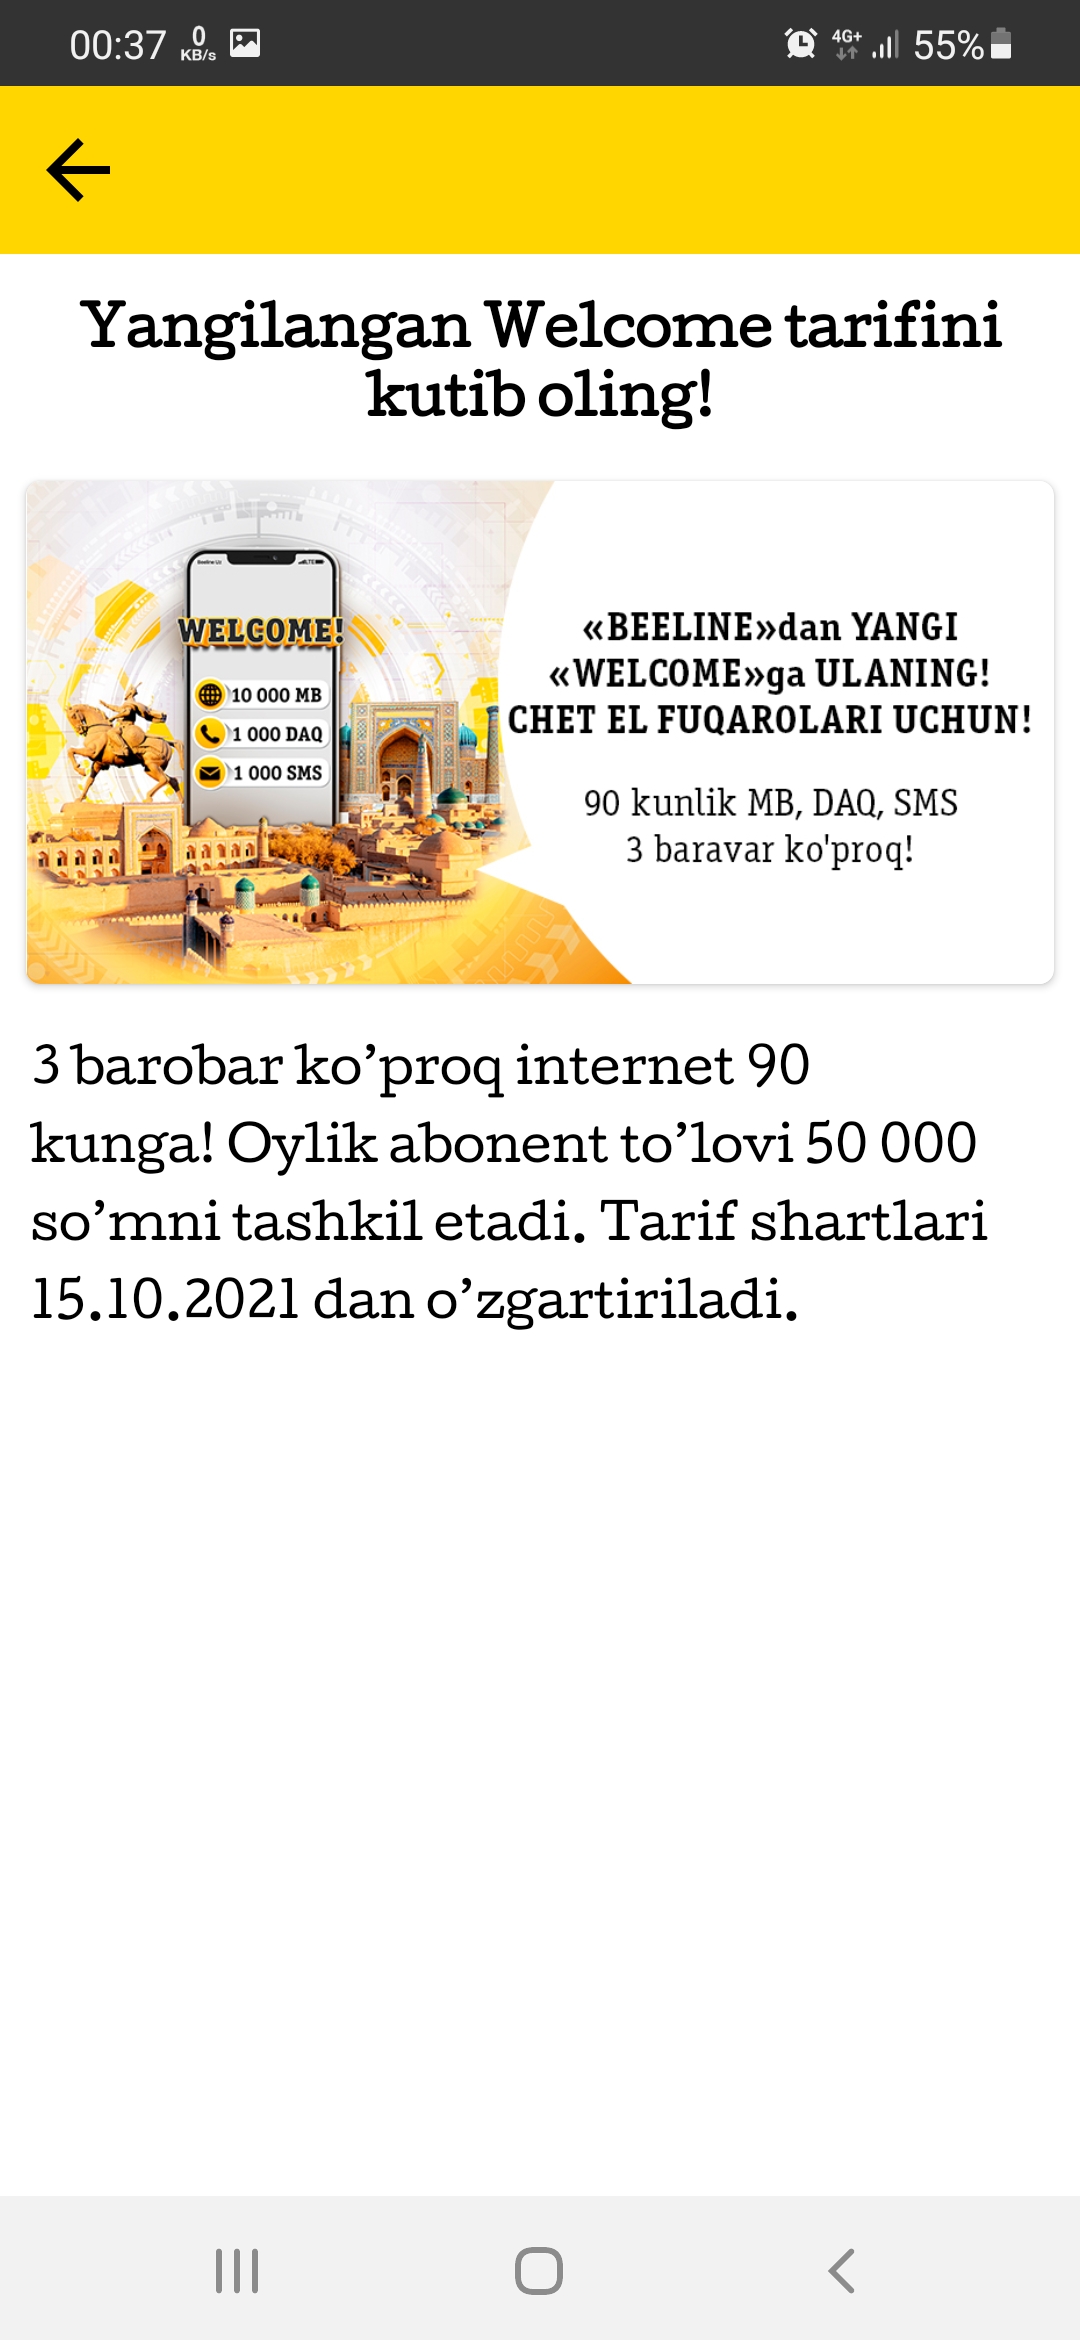 00:37 0 KB/s 4G+ 55%
Yangilangan Welcome tarifini
kutib oling!
Beeline Uz LTE
WELCOME!
10 000 MB
1 000 DAQ
1 000 SMS
«BEELINE»dan YANGI
«WELCOME»ga ULANING!
CHET EL FUQAROLARI UCHUN!
90 kunlik MB, DAQ, SMS
3 baravar ko'proq!
3 barobar ko’proq internet 90
kunga! Oylik abonent to’lovi 50 000
so’mni tashkil etadi. Tarif shartlari
15.10.2021 dan o’zgartiriladi.